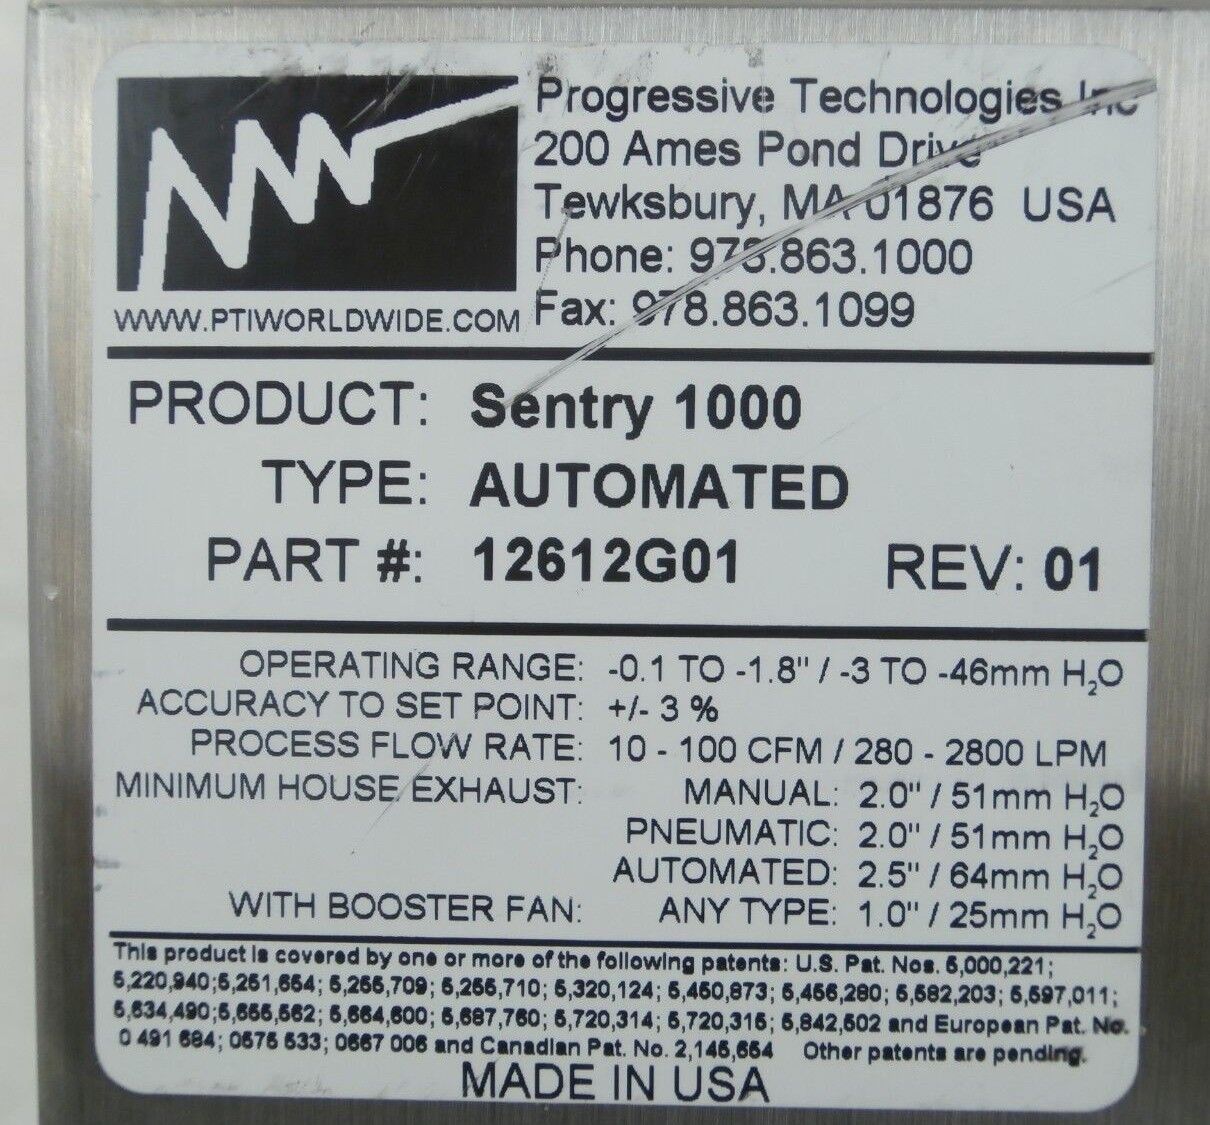 Progressive Technologies Inc
200 Ames Pond Drive
Tewksbury, MA 01876 USA
Phone: 978.863.1000
Fax: 978.863.1099
WWW.PTIWORLDWIDE.COM
PRODUCT: Sentry 1000
TYPE: AUTOMATED
PART #: 12612G01 REV: 01
OPERATING RANGE: -0.1 TO -1.8" / -3 TO -46mm H₂O
ACCURACY TO SET POINT: +/- 3 %
PROCESS FLOW RATE: 10 - 100 CFM / 280 - 2800 LPM
MINIMUM HOUSE EXHAUST: MANUAL: 2.0" / 51mm H₂O
PNEUMATIC: 2.0" / 51mm H₂O
AUTOMATED: 2.5" / 64mm H₂O
WITH BOOSTER FAN: ANY TYPE: 1.0" / 25mm H₂O
This product is covered by one or more of the following patents: U.S. Pat. Nos. 5,000,221;
5,220,940;5,251,654; 5,255,709; 5,255,710; 5,320,124; 5,450,873; 5,456,280; 5,582,203; 5,597,011;
5,634,490;5,655,562; 5,664,600; 5,687,760; 5,720,314; 5,720,315; 5,842,502 and European Pat. No.
0 491 584; 0575 533; 0667 006 and Canadian Pat. No. 2,145,654 Other patents are pending.
MADE IN USA